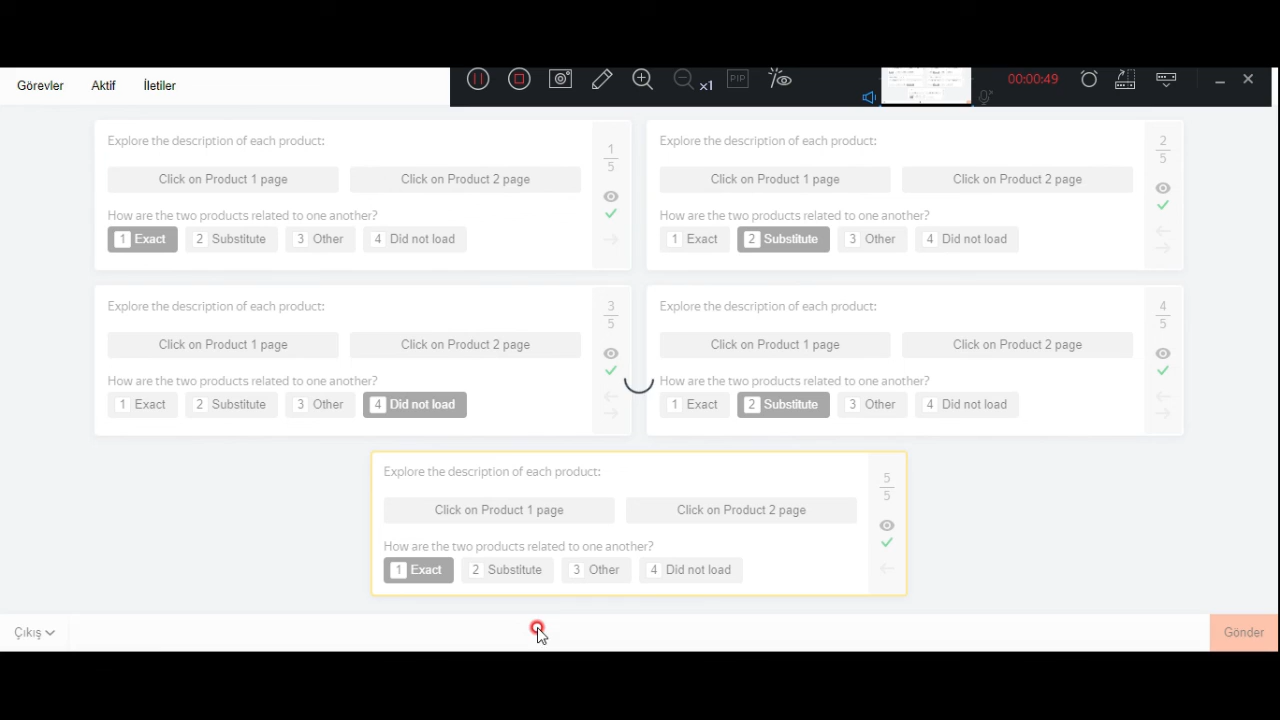 Görevler Aktif İletiler
x1 PIP 00:00:49
Explore the description of each product:
Click on Product 1 page Click on Product 2 page
How are the two products related to one another?
1 Exact 2 Substitute 3 Other 4 Did not load
1
5
Explore the description of each product:
Click on Product 1 page Click on Product 2 page
How are the two products related to one another?
1 Exact 2 Substitute 3 Other 4 Did not load
2
5
Explore the description of each product:
Click on Product 1 page Click on Product 2 page
How are the two products related to one another?
1 Exact 2 Substitute 3 Other 4 Did not load
3
5
Explore the description of each product:
Click on Product 1 page Click on Product 2 page
How are the two products related to one another?
1 Exact 2 Substitute 3 Other 4 Did not load
4
5
Explore the description of each product:
Click on Product 1 page Click on Product 2 page
How are the two products related to one another?
1 Exact 2 Substitute 3 Other 4 Did not load
5
5
Çıkış Gönder